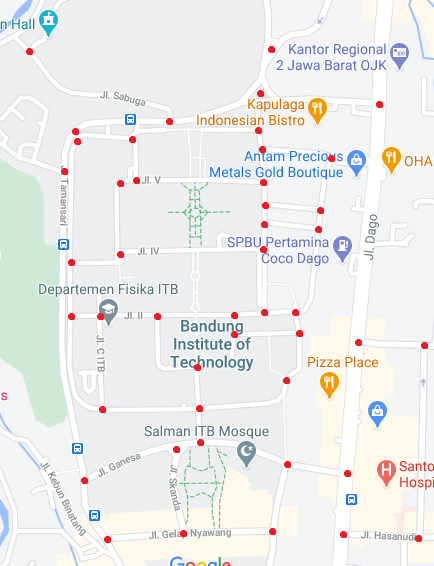 n Hall
Kantor Regional
2 Jawa Barat OJK
Jl. Sabuga
Kapulaga
Indonesian Bistro
Antam Precious
Metals Gold Boutique
OHA
Jl. V
Jl. Tamansari
Jl. Dago
SPBU Pertamina
Coco Dago
Jl. IV
Departemen Fisika ITB
Jl. II
Jl. C ITB
Bandung
Institute of
Technology
Pizza Place
s
Salman ITB Mosque
Jl. Ganesa
Jl. Skanda
Jl. Kebun Binatang
Santo
Hospi
Jl. Gelap Nyawang
Jl. Hasanudi
Google